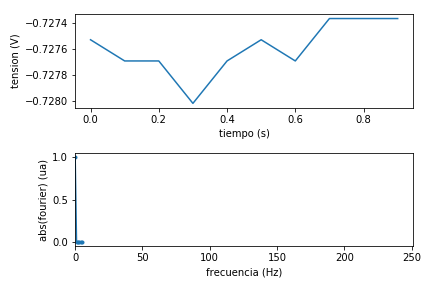 −0.7274
−0.7276
−0.7278
−0.7280
tension (V)
0.0 0.2 0.4 0.6 0.8
tiempo (s)
1.0
0.5
0.0
abs(fourier) (ua)
0 50 100 150 200 250
frecuencia (Hz)